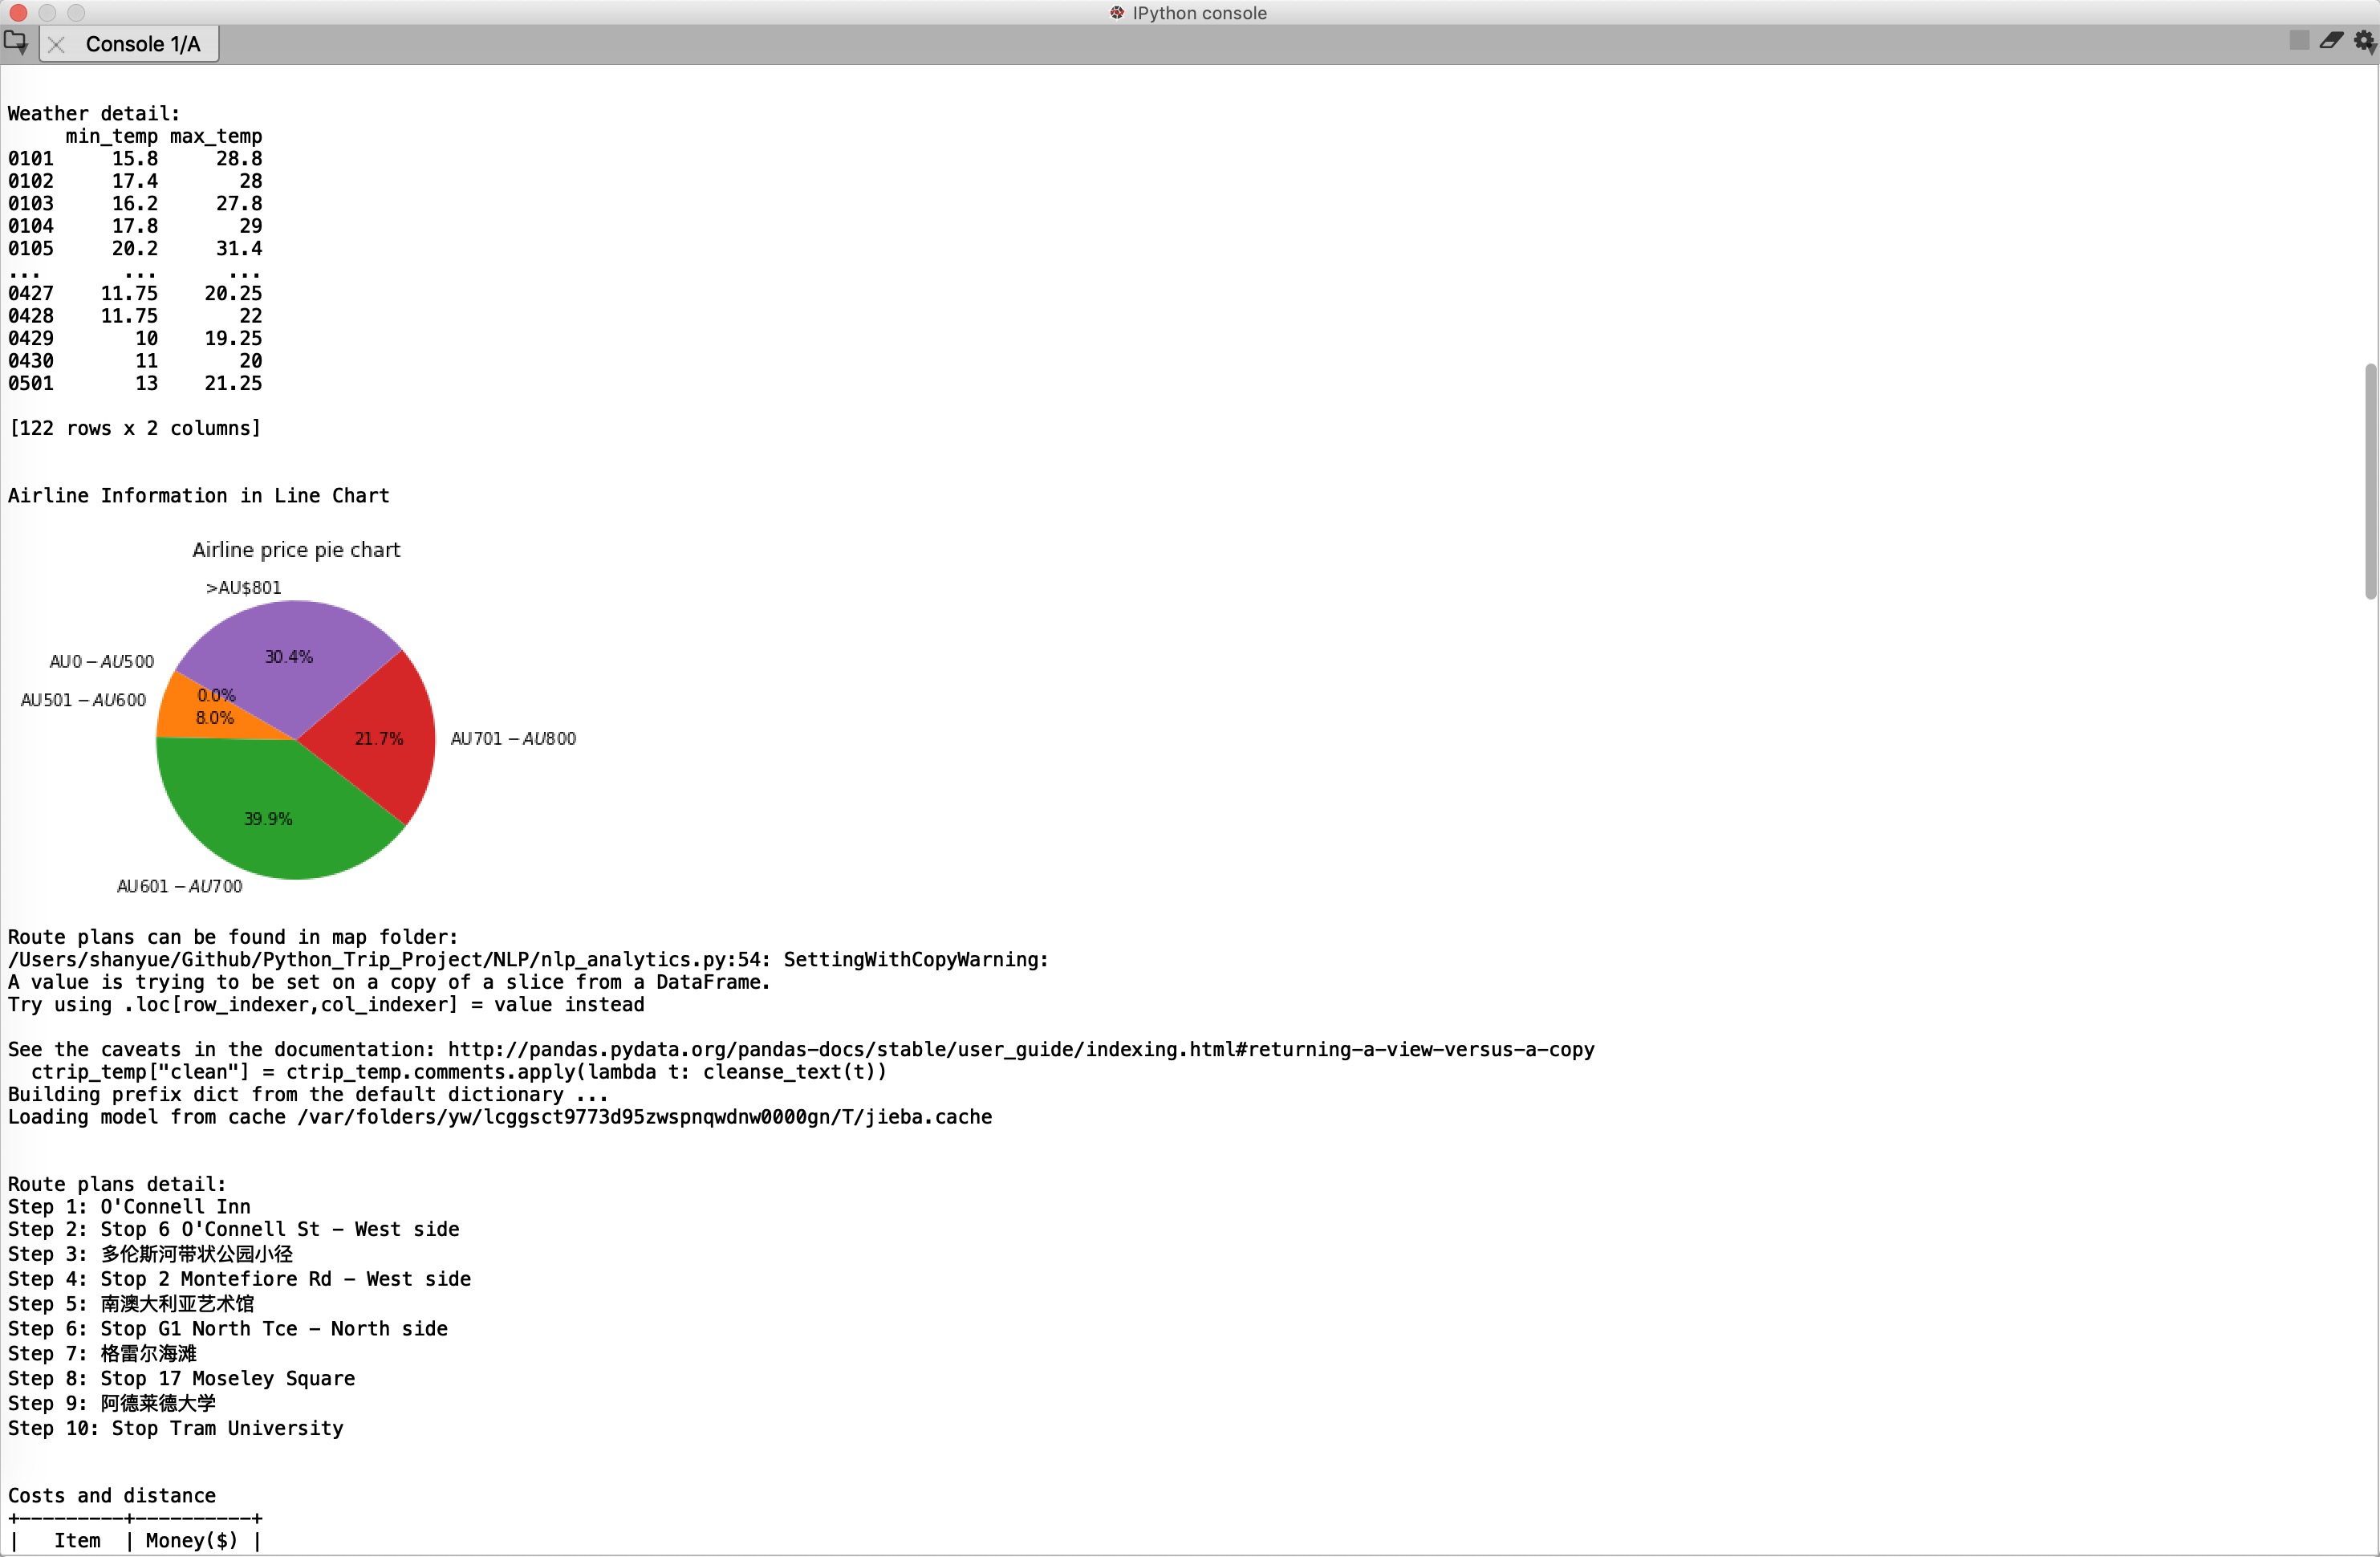 IPython console
Console 1/A
Weather detail:
     min_temp max_temp
0101     15.8     28.8
0102     17.4       28
0103     16.2     27.8
0104     17.8       29
0105     20.2     31.4
...       ...      ...
0427    11.75    20.25
0428    11.75       22
0429       10    19.25
0430       11       20
0501       13    21.25
[122 rows x 2 columns]
Airline Information in Line Chart
Airline price pie chart
>AU$801
30.4%
AU0 − AU500
0.0%
AU501 − AU600
8.0%
21.7%
AU701 − AU800
39.9%
AU601 − AU700
Route plans can be found in map folder:
/Users/shanyue/Github/Python_Trip_Project/NLP/nlp_analytics.py:54: SettingWithCopyWarning:
A value is trying to be set on a copy of a slice from a DataFrame.
Try using .loc[row_indexer,col_indexer] = value instead
See the caveats in the documentation: http://pandas.pydata.org/pandas-docs/stable/user_guide/indexing.html#returning-a-view-versus-a-copy
  ctrip_temp["clean"] = ctrip_temp.comments.apply(lambda t: cleanse_text(t))
Building prefix dict from the default dictionary ...
Loading model from cache /var/folders/yw/lcggsct9773d95zwspnqwdnw0000gn/T/jieba.cache
Route plans detail:
Step 1: O'Connell Inn
Step 2: Stop 6 O'Connell St - West side
Step 3: 多伦斯河带状公园小径
Step 4: Stop 2 Montefiore Rd - West side
Step 5: 南澳大利亚艺术馆
Step 6: Stop G1 North Tce - North side
Step 7: 格雷尔海滩
Step 8: Stop 17 Moseley Square
Step 9: 阿德莱德大学
Step 10: Stop Tram University
Costs and distance
+---------+----------+
|   Item  | Money($) |